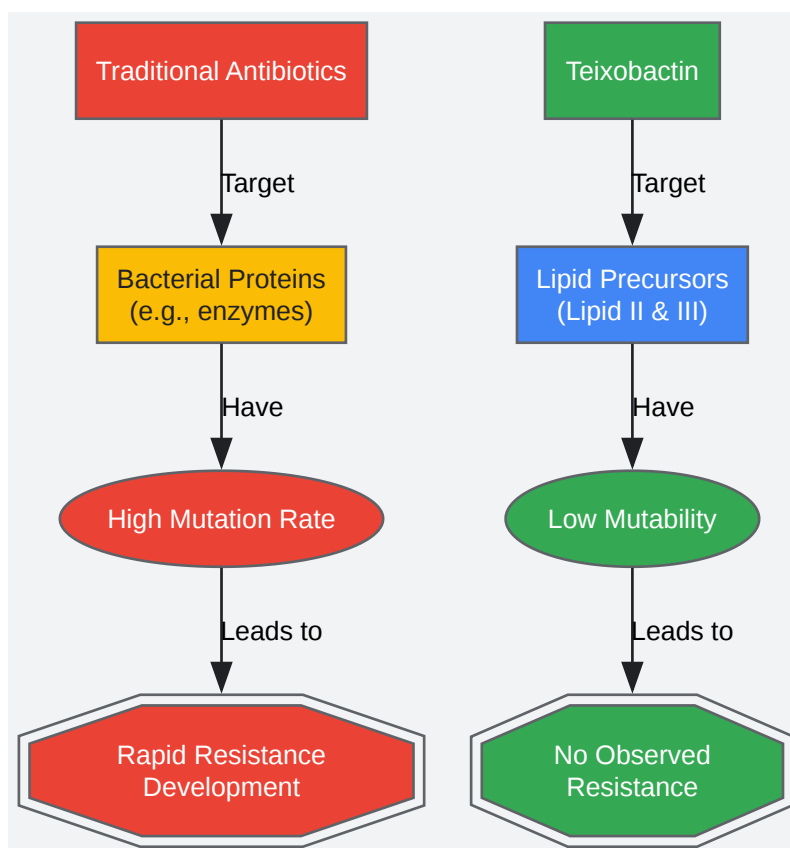 Traditional Antibiotics
Target
Bacterial Proteins
(e.g., enzymes)
Have
High Mutation Rate
Leads to
Rapid Resistance
Development
Teixobactin
Target
Lipid Precursors
(Lipid II & III)
Have
Low Mutability
Leads to
No Observed
Resistance